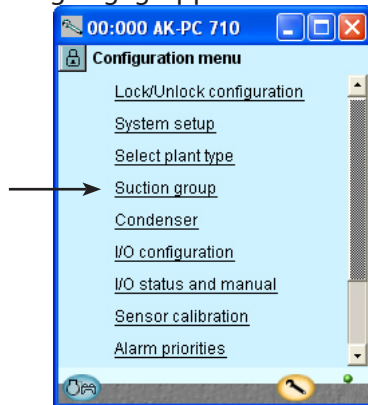 00:000 AK-PC 710
Configuration menu
Lock/Unlock configuration
System setup
Select plant type
Suction group
Condenser
I/O configuration
I/O status and manual
Sensor calibration
Alarm priorities